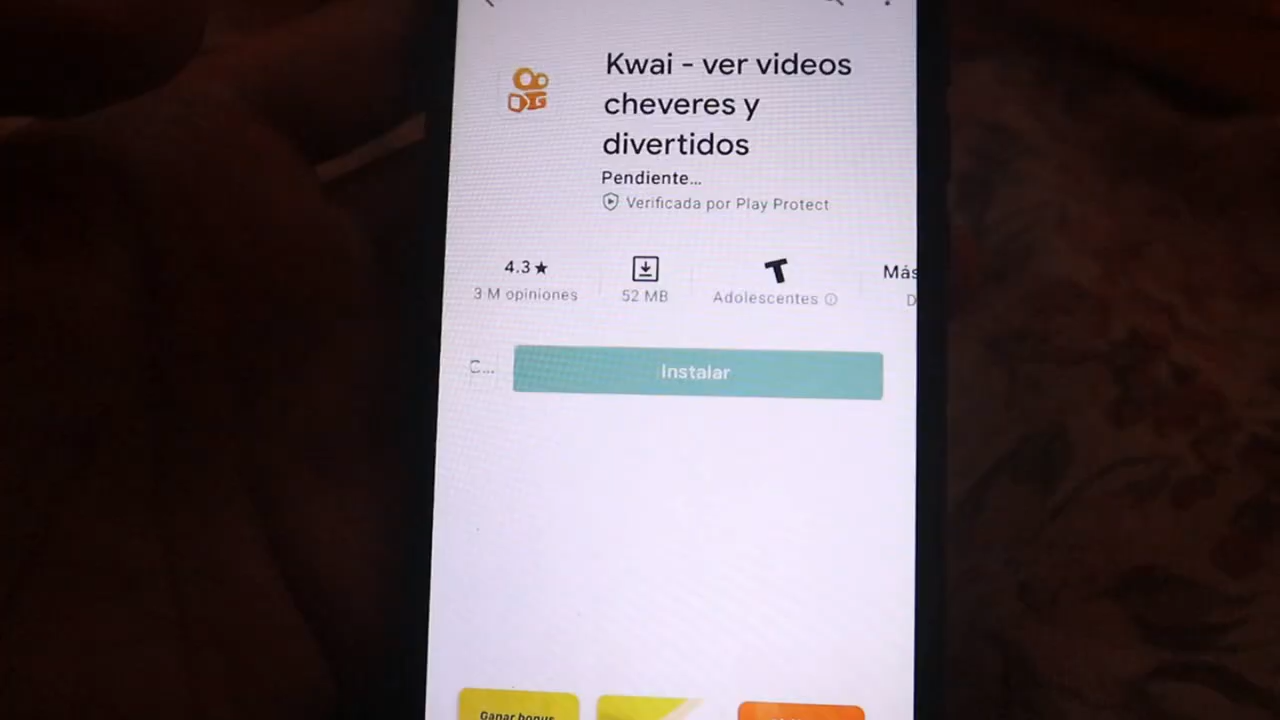 Kwai - ver videos
cheveres y
divertidos
Pendiente...
Verificada por Play Protect
4.3★
3 M opiniones
52 MB
T
Adolescentes
Más
D
C...
Instalar
Ganar bonus